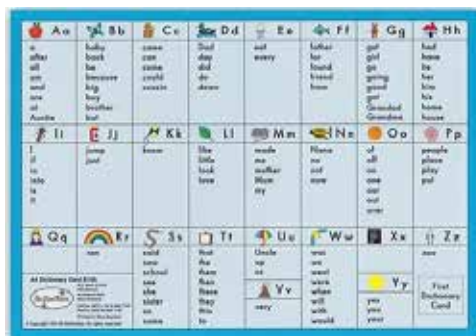 Aa
a
after
all
am
and
are
at
Auntie
Bb
baby
back
be
because
big
boy
brother
but
Cc
came
can
come
could
cousin
Dd
Dad
day
did
do
down
Ee
eat
every
Ff
father
for
found
friend
from
Gg
get
girl
go
going
good
got
Grandad
Grandma
Hh
had
have
he
her
him
his
home
house
Ii
I
if
in
into
is
it
Jj
jump
just
Kk
know
Ll
like
little
look
love
Mm
made
me
mother
Mum
my
Nn
Nana
no
not
now
Oo
of
off
on
one
our
out
over
Pp
people
place
play
put
Qq
Rr
ran
Ss
said
saw
school
see
she
sister
so
some
Tt
that
the
them
then
there
they
this
to
Uu
Uncle
up
us
Vv
very
Ww
was
we
went
were
when
will
with
would
Xx
Yy
yes
you
your
Zz
zoo
First
Dictionary
Card